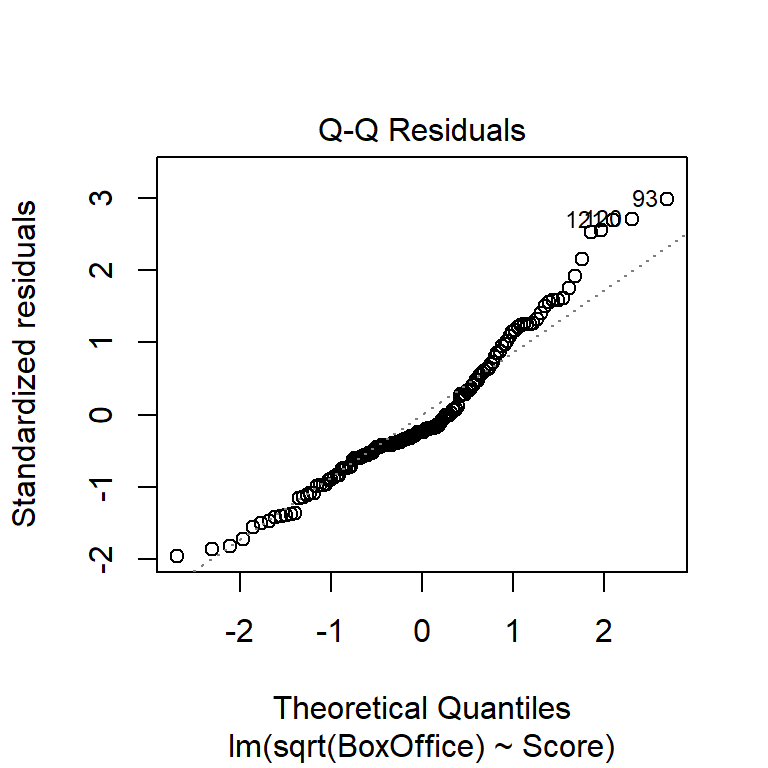 Q-Q Residuals
Standardized residuals
3
2
1
0
-1
-2
93
-2 -1 0 1 2
Theoretical Quantiles
lm(sqrt(BoxOffice) ~ Score)